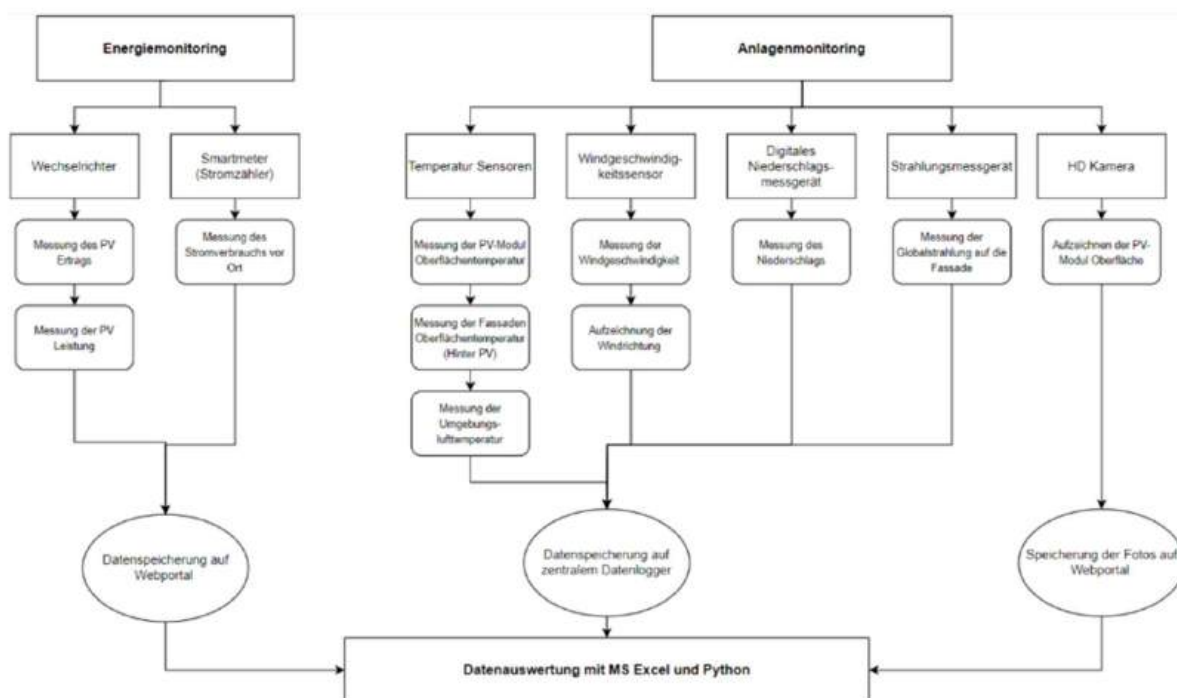 Energiemonitoring
Anlagenmonitoring
Wechselrichter
Smartmeter
(Stromzähler)
Temperatur Sensoren
Windgeschwindig-
keitssensor
Digitales
Niederschlags-
messgerät
Strahlungsmessgerät
HD Kamera
Messung des PV
Ertrags
Messung des
Stromverbrauchs vor
Ort
Messung der PV-Modul
Oberflächentemperatur
Messung der
Windgeschwindigkeit
Messung des
Niederschlags
Messung der
Globalstrahlung auf die
Fassade
Aufzeichnen der PV-
Modul Oberfläche
Messung der PV
Leistung
Messung der Fassaden
Oberflächentemperatur
(Hinter PV)
Aufzeichnung der
Windrichtung
Messung der
Umgebungs-
lufttemperatur
Datenspeicherung auf
Webportal
Datenspeicherung auf
zentralem Datenlogger
Speicherung der Fotos auf
Webportal
Datenauswertung mit MS Excel und Python